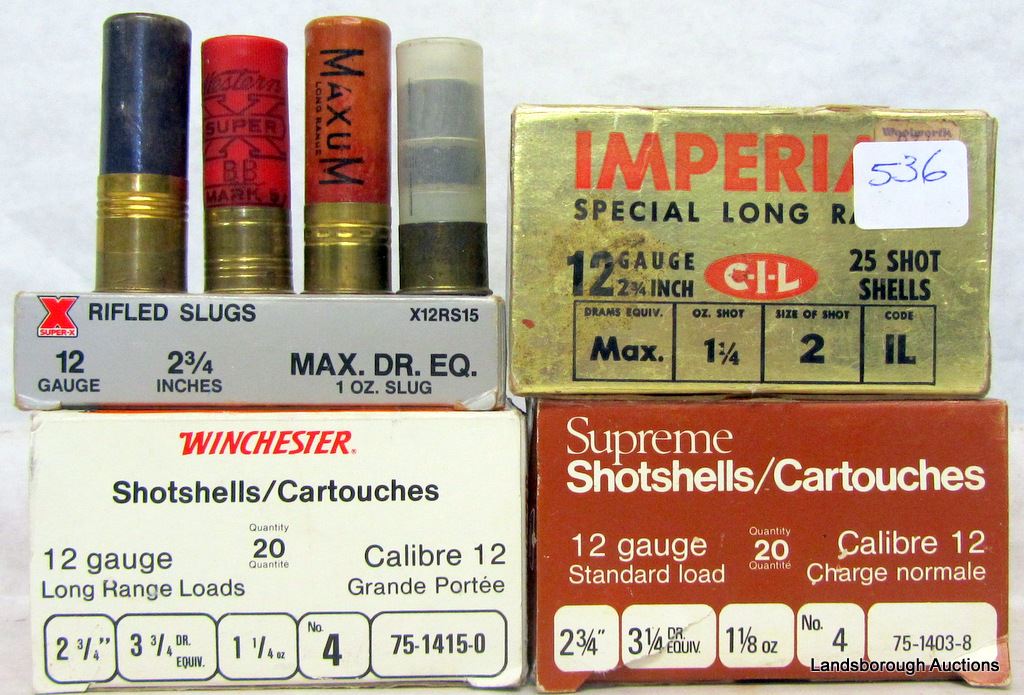 Western
SUPER
X
BB
MARK 5
MAXUM
LONG RANGE
X
SUPER-X
RIFLED SLUGS
X12RS15
12
GAUGE
2¾
INCHES
MAX. DR. EQ.
1 OZ. SLUG
Woolworth
536
IMPERIA
SPECIAL LONG RA
12 GAUGE
2¾ INCH
C-I-L
25 SHOT
SHELLS
DRAMS EQUIV. OZ. SHOT SIZE OF SHOT CODE
Max. 1¼ 2 IL
WINCHESTER
Shotshells/Cartouches
12 gauge
Long Range Loads
Quantity
20
Quantité
Calibre 12
Grande Portée
2 3/4" 3 3/4 DR. EQUIV. 1 1/4 oz No. 4 75-1415-0
Supreme
Shotshells/Cartouches
12 gauge
Standard load
Quantity
20
Quantité
Calibre 12
Charge normale
2¾" 3¼ DR. EQUIV. 1⅛ oz No. 4 75-1403-8
Landsborough Auctions